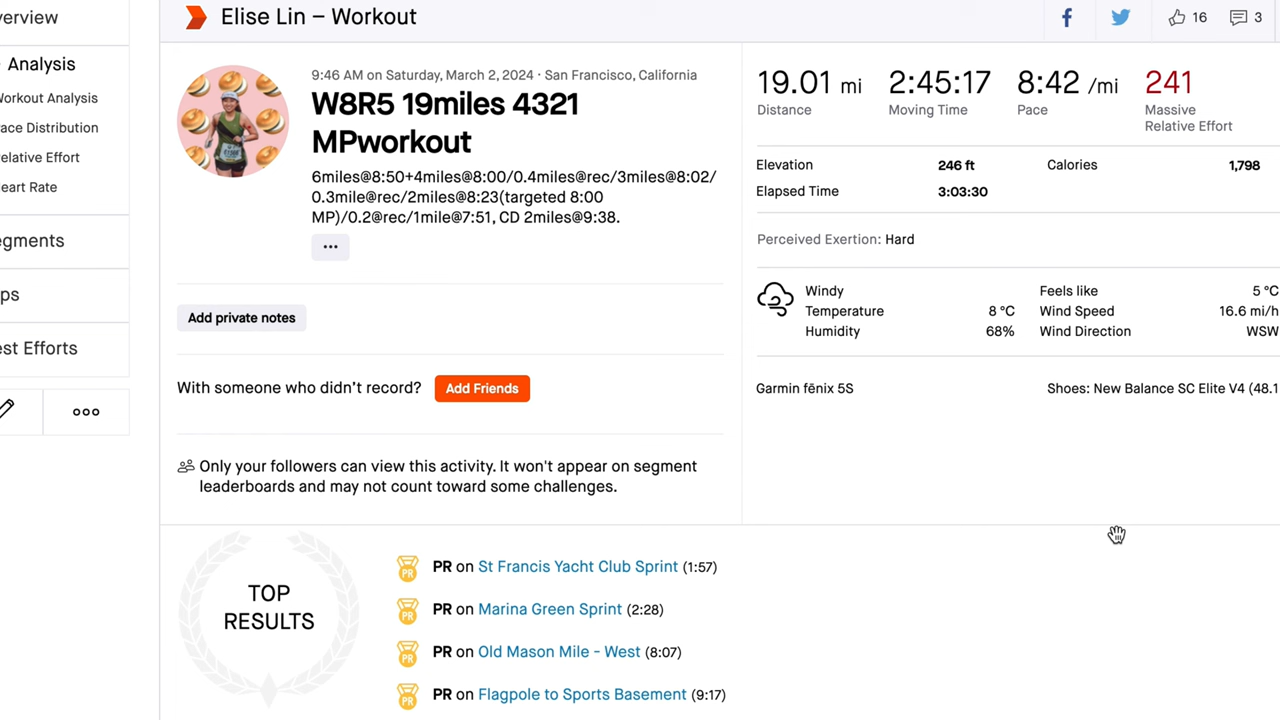 verview
Analysis
Workout Analysis
ace Distribution
elative Effort
eart Rate
egments
ps
est Efforts
Elise Lin – Workout
16
3
9:46 AM on Saturday, March 2, 2024 · San Francisco, California
W8R5 19miles 4321
MPworkout
6miles@8:50+4miles@8:00/0.4miles@rec/3miles@8:02/
0.3mile@rec/2miles@8:23(targeted 8:00
MP)/0.2@rec/1mile@7:51, CD 2miles@9:38.
Add private notes
With someone who didn't record? Add Friends
Only your followers can view this activity. It won't appear on segment
leaderboards and may not count toward some challenges.
19.01 mi 2:45:17 8:42 /mi 241
Distance Moving Time Pace Massive
Relative Effort
Elevation 246 ft Calories 1,798
Elapsed Time 3:03:30
Perceived Exertion: Hard
Windy Feels like 5 °C
Temperature 8 °C Wind Speed 16.6 mi/h
Humidity 68% Wind Direction WSW
Garmin fēnix 5S Shoes: New Balance SC Elite V4 (48.1
TOP
RESULTS
PR PR on St Francis Yacht Club Sprint (1:57)
PR PR on Marina Green Sprint (2:28)
PR PR on Old Mason Mile - West (8:07)
PR PR on Flagpole to Sports Basement (9:17)